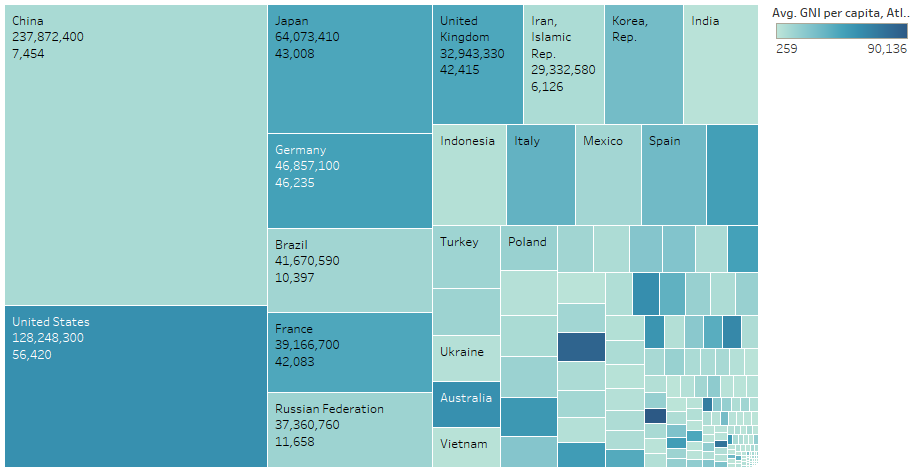 China
237,872,400
7,454
United States
128,248,300
56,420
Japan
64,073,410
43,008
Germany
46,857,100
46,235
Brazil
41,670,590
10,397
France
39,166,700
42,083
Russian Federation
37,360,760
11,658
United
Kingdom
32,943,330
42,415
Iran,
Islamic
Rep.
29,332,580
6,126
Korea,
Rep.
India
Indonesia
Italy
Mexico
Spain
Turkey
Poland
Ukraine
Australia
Vietnam
Avg. GNI per capita, Atl..
259
90,136